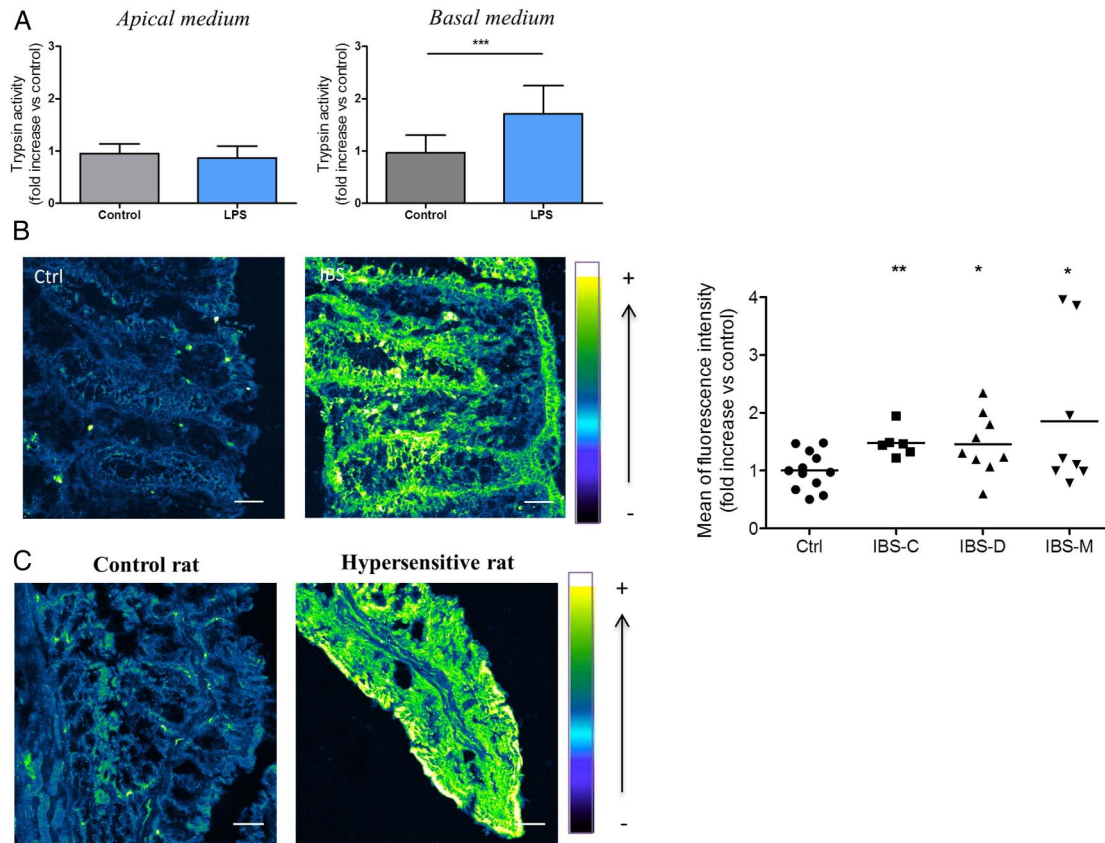 A
Apical medium
Basal medium
Trypsin activity
(fold increase vs control)
3
2
1
0
Control
LPS
Trypsin activity
(fold increase vs control)
3
2
1
0
***
Control
LPS
B
Ctrl
IBS
+
-
Mean of fluorescence intensity
(fold increase vs control)
4
3
2
1
0
**
*
*
Ctrl
IBS-C
IBS-D
IBS-M
C
Control rat
Hypersensitive rat
+
-